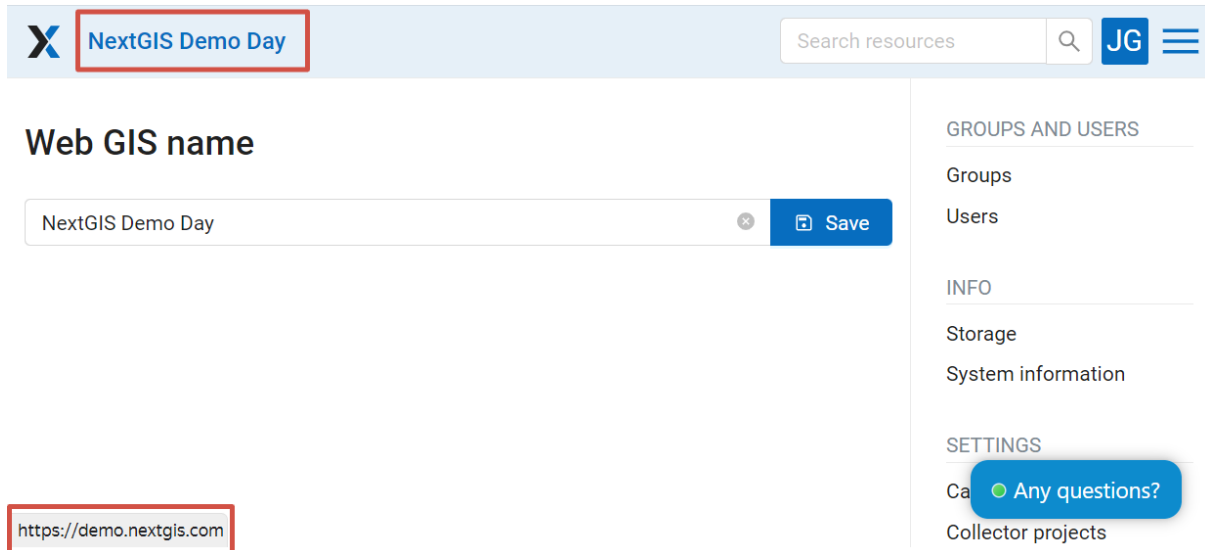 NextGIS Demo Day
Search resources
JG
Web GIS name
NextGIS Demo Day
Save
GROUPS AND USERS
Groups
Users
INFO
Storage
System information
SETTINGS
Ca
Any questions?
Collector projects
https://demo.nextgis.com